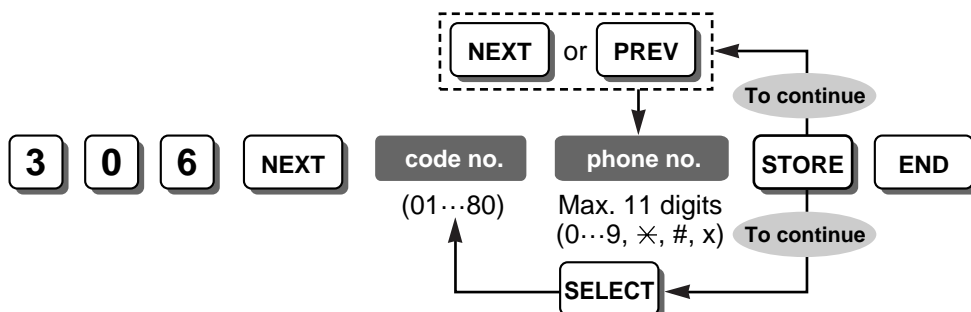 NEXT or PREV
To continue
3 0 6 NEXT code no. phone no. STORE END
(01···80) Max. 11 digits
(0···9, ✳, #, x) To continue
SELECT